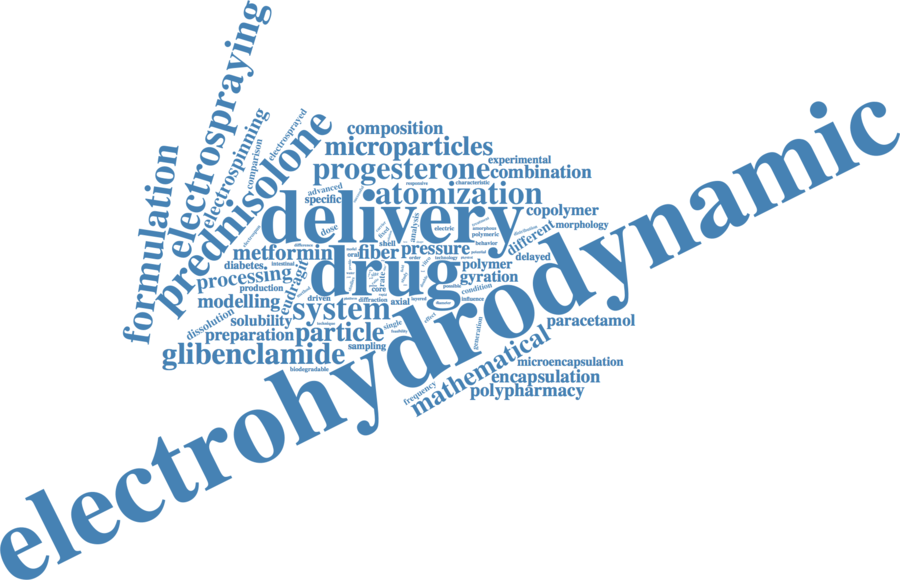 electrospraying
formulation
electrospinning
electrosprayed
comparison
prednisolone
composition
microparticles
experimental
progesterone
combination
responsive
characteristic
advanced
specific
atomization
delivery
copolymer
morphology
dose
analysis
electric
amorphous
polymeric
behavior
different
delayed
metformin
oral
fiber
shell
pressure
order
technology
polymer
diabetes
intestinal
drug
processing
eudragit
production
core
rate
gyration
possible
condition
modelling
driven
diffraction
axial
layered
influence
system
dissolution
solubility
single
effect
generation
paracetamol
preparation
particle
sampling
glibenclamide
biodegradable
electrohydrodynamic
mathematical
frequency
microencapsulation
encapsulation
polypharmacy